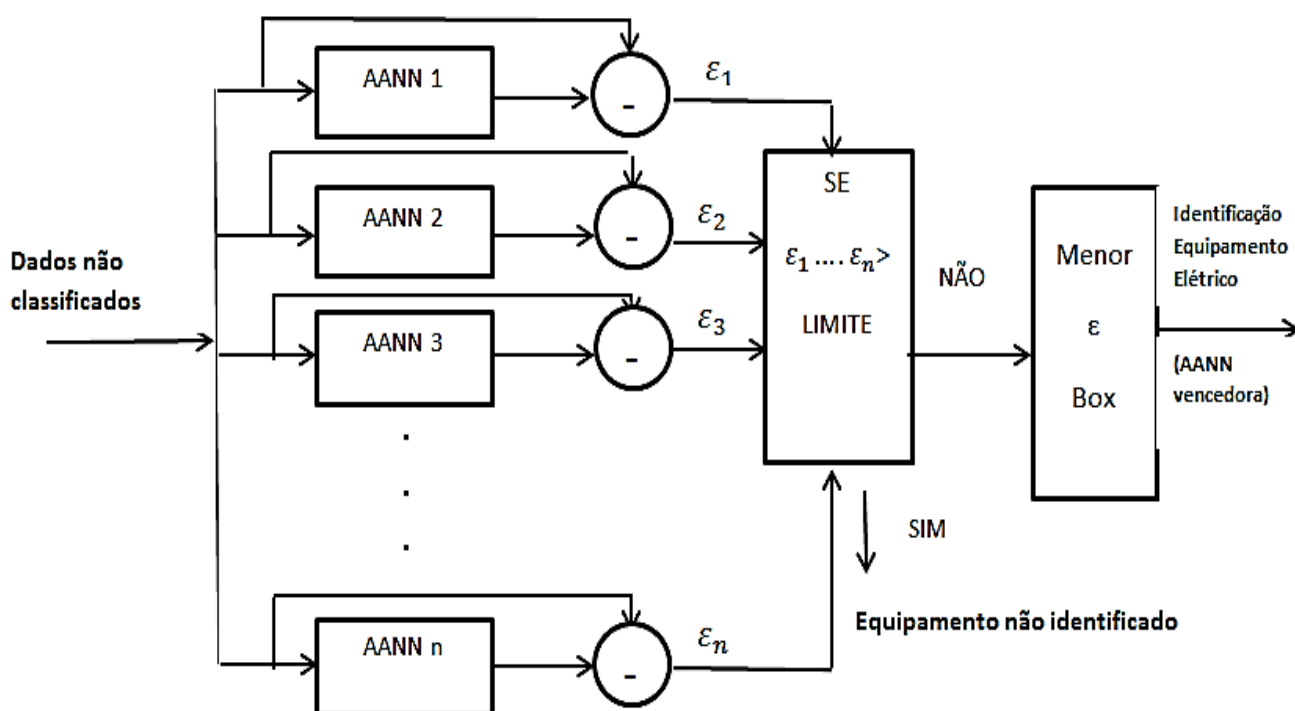 Dados não
classificados
AANN 1
-
ε₁
AANN 2
-
ε₂
AANN 3
-
ε₃
.
.
.
AANN n
-
εₙ
SE
ε₁ .... εₙ>
LIMITE
NÃO
SIM
Equipamento não identificado
Menor
ε
Box
Identificação
Equipamento
Elétrico
(AANN
vencedora)